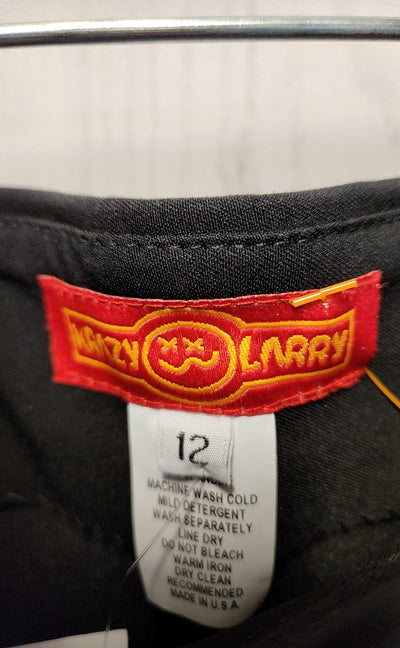 KRAZY LARRY
12
MACHINE WASH COLD
MILD DETERGENT
WASH SEPARATELY
LINE DRY
DO NOT BLEACH
WARM IRON
DRY CLEAN
RECOMMENDED
MADE IN U.S.A.